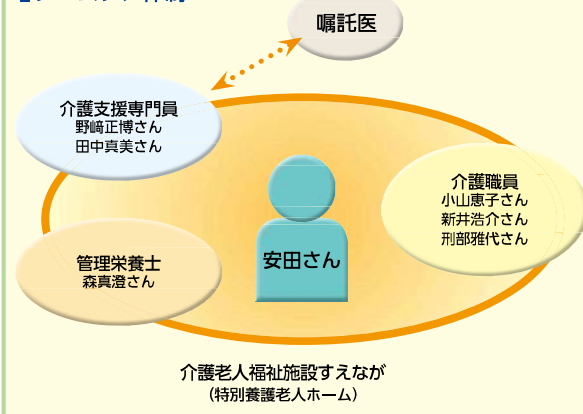 嘱託医
介護支援専門員
野﨑正博さん
田中真美さん
介護職員
小山恵子さん
新井浩介さん
刑部雅代さん
管理栄養士
森真澄さん
安田さん
介護老人福祉施設すえなが
（特別養護老人ホーム）